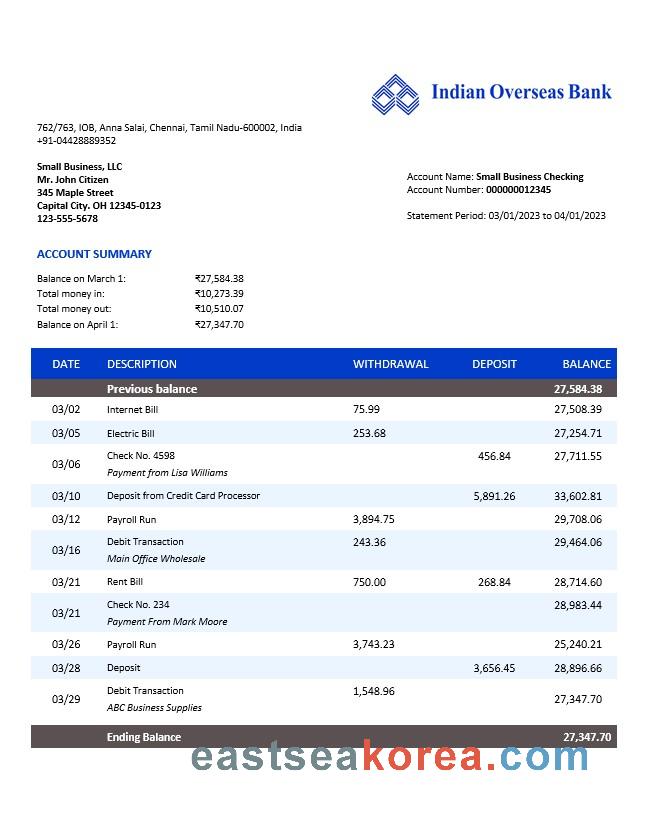 Indian Overseas Bank
762/763, IOB, Anna Salai, Chennai, Tamil Nadu-600002, India
+91-04428889352
Small Business, LLC
Mr. John Citizen
345 Maple Street
Capital City. OH 12345-0123
123-555-5678
Account Name: Small Business Checking
Account Number: 000000012345
Statement Period: 03/01/2023 to 04/01/2023
ACCOUNT SUMMARY
Balance on March 1: ₹27,584.38
Total money in: ₹10,273.39
Total money out: ₹10,510.07
Balance on April 1: ₹27,347.70
DATE DESCRIPTION WITHDRAWAL DEPOSIT BALANCE
Previous balance 27,584.38
03/02 Internet Bill 75.99 27,508.39
03/05 Electric Bill 253.68 27,254.71
03/06 Check No. 4598 456.84 27,711.55
Payment from Lisa Williams
03/10 Deposit from Credit Card Processor 5,891.26 33,602.81
03/12 Payroll Run 3,894.75 29,708.06
03/16 Debit Transaction 243.36 29,464.06
Main Office Wholesale
03/21 Rent Bill 750.00 268.84 28,714.60
03/21 Check No. 234 28,983.44
Payment From Mark Moore
03/26 Payroll Run 3,743.23 25,240.21
03/28 Deposit 3,656.45 28,896.66
03/29 Debit Transaction 1,548.96 27,347.70
ABC Business Supplies
Ending Balance 27,347.70
eastseakorea.com